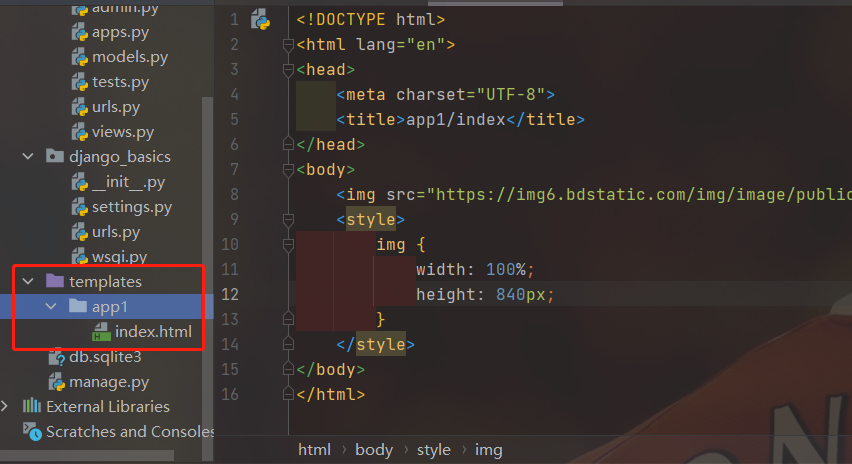 admin.py
apps.py
models.py
tests.py
urls.py
views.py
django_basics
__init__.py
settings.py
urls.py
wsgi.py
templates
app1
index.html
db.sqlite3
manage.py
External Libraries
Scratches and Consoles
1 <!DOCTYPE html>
2 <html lang="en">
3 <head>
4 <meta charset="UTF-8">
5 <title>app1/index</title>
6 </head>
7 <body>
8 <img src="https://img6.bdstatic.com/img/image/public
9 <style>
10 img {
11 width: 100%;
12 height: 840px;
13 }
14 </style>
15 </body>
16 </html>
html › body › style › img